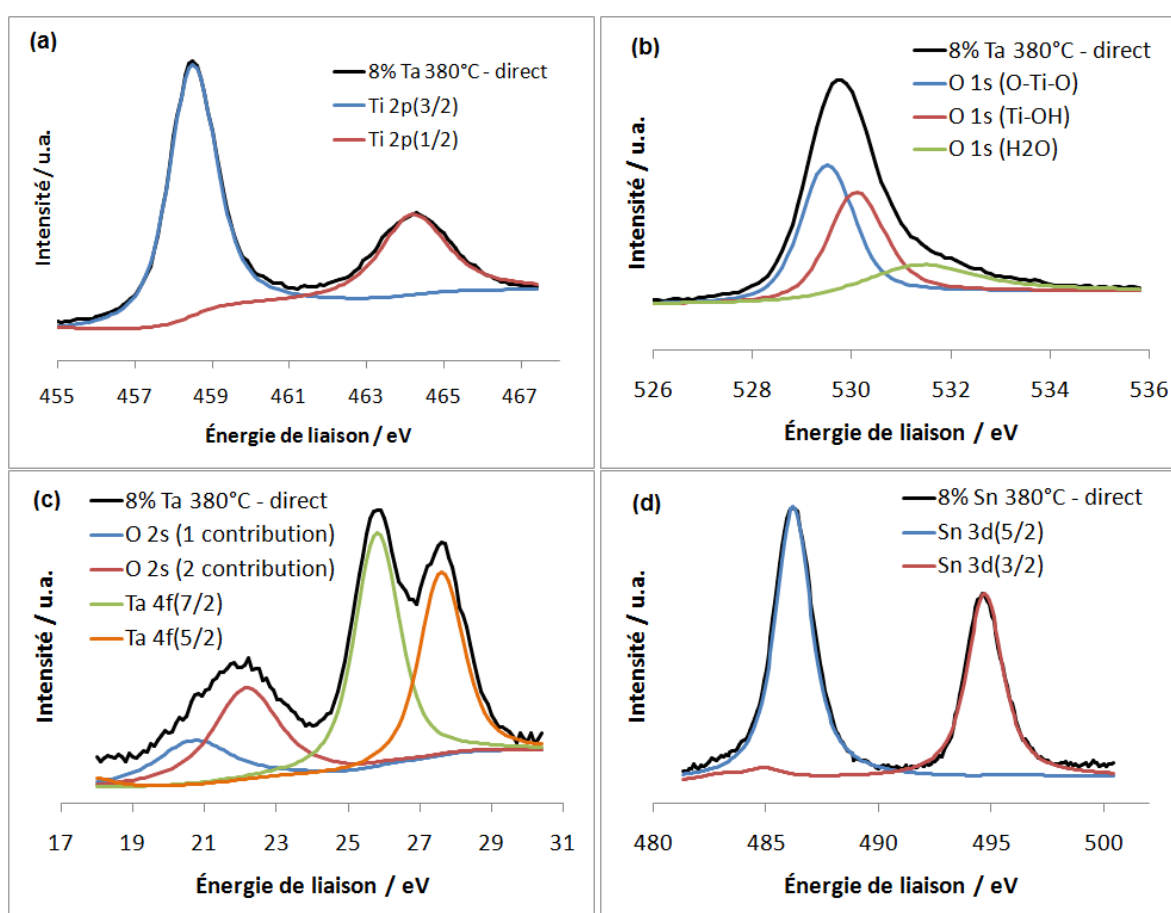 (a)
8% Ta 380°C - direct
Ti 2p(3/2)
Ti 2p(1/2)
Intensité / u.a.
455 457 459 461 463 465 467
Énergie de liaison / eV
(b)
8% Ta 380°C - direct
O 1s (O-Ti-O)
O 1s (Ti-OH)
O 1s (H2O)
Intensité / u.a.
526 528 530 532 534 536
Énergie de liaison / eV
(c)
8% Ta 380°C - direct
O 2s (1 contribution)
O 2s (2 contribution)
Ta 4f(7/2)
Ta 4f(5/2)
Intensité / u.a.
17 19 21 23 25 27 29 31
Énergie de liaison / eV
(d)
8% Sn 380°C - direct
Sn 3d(5/2)
Sn 3d(3/2)
Intensité / u.a.
480 485 490 495 500
Énergie de liaison / eV